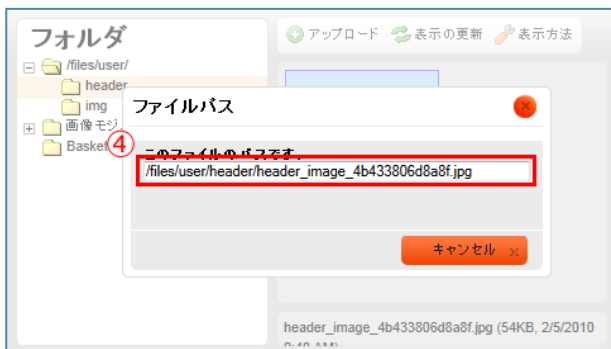 フォルダ
アップロード 表示の更新 表示方法
/files/user/
header
img
画像モジ
Basket
ファイルパス
④
このファイルのパスです。
/files/user/header/header_image_4b433806d8a8f.jpg
キャンセル ×
header_image_4b433806d8a8f.jpg (54KB, 2/5/2010